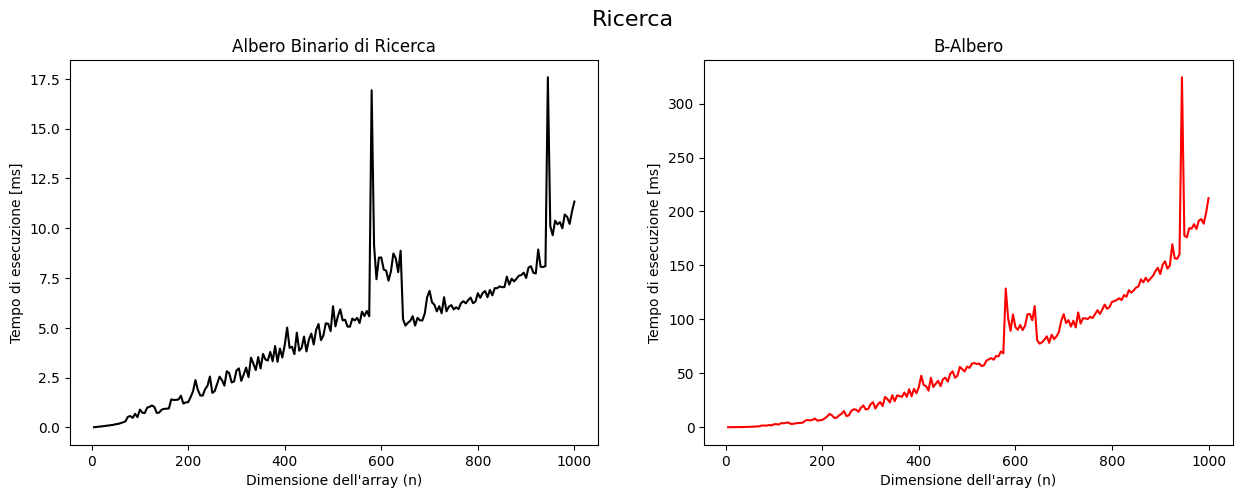 Ricerca
Albero Binario di Ricerca
17.5
15.0
12.5
10.0
7.5
5.0
2.5
0.0
Tempo di esecuzione [ms]
0 200 400 600 800 1000
Dimensione dell'array (n)
B-Albero
300
250
200
150
100
50
0
Tempo di esecuzione [ms]
0 200 400 600 800 1000
Dimensione dell'array (n)